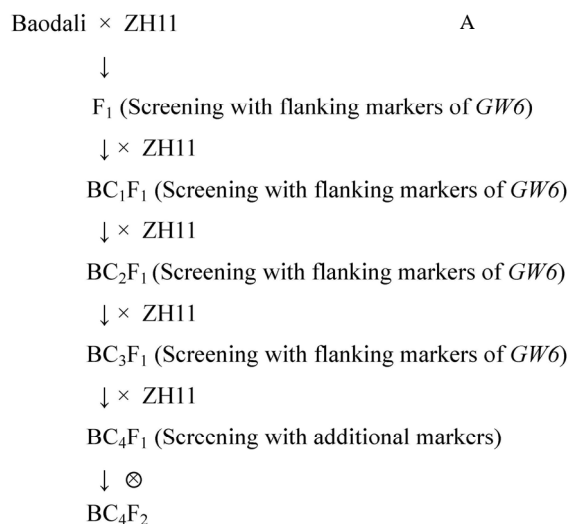 Baodali × ZH11 A
↓
F₁ (Screening with flanking markers of GW6)
↓ × ZH11
BC₁F₁ (Screening with flanking markers of GW6)
↓ × ZH11
BC₂F₁ (Screening with flanking markers of GW6)
↓ × ZH11
BC₃F₁ (Screening with flanking markers of GW6)
↓ × ZH11
BC₄F₁ (Screening with additional markers)
↓ ⊗
BC₄F₂